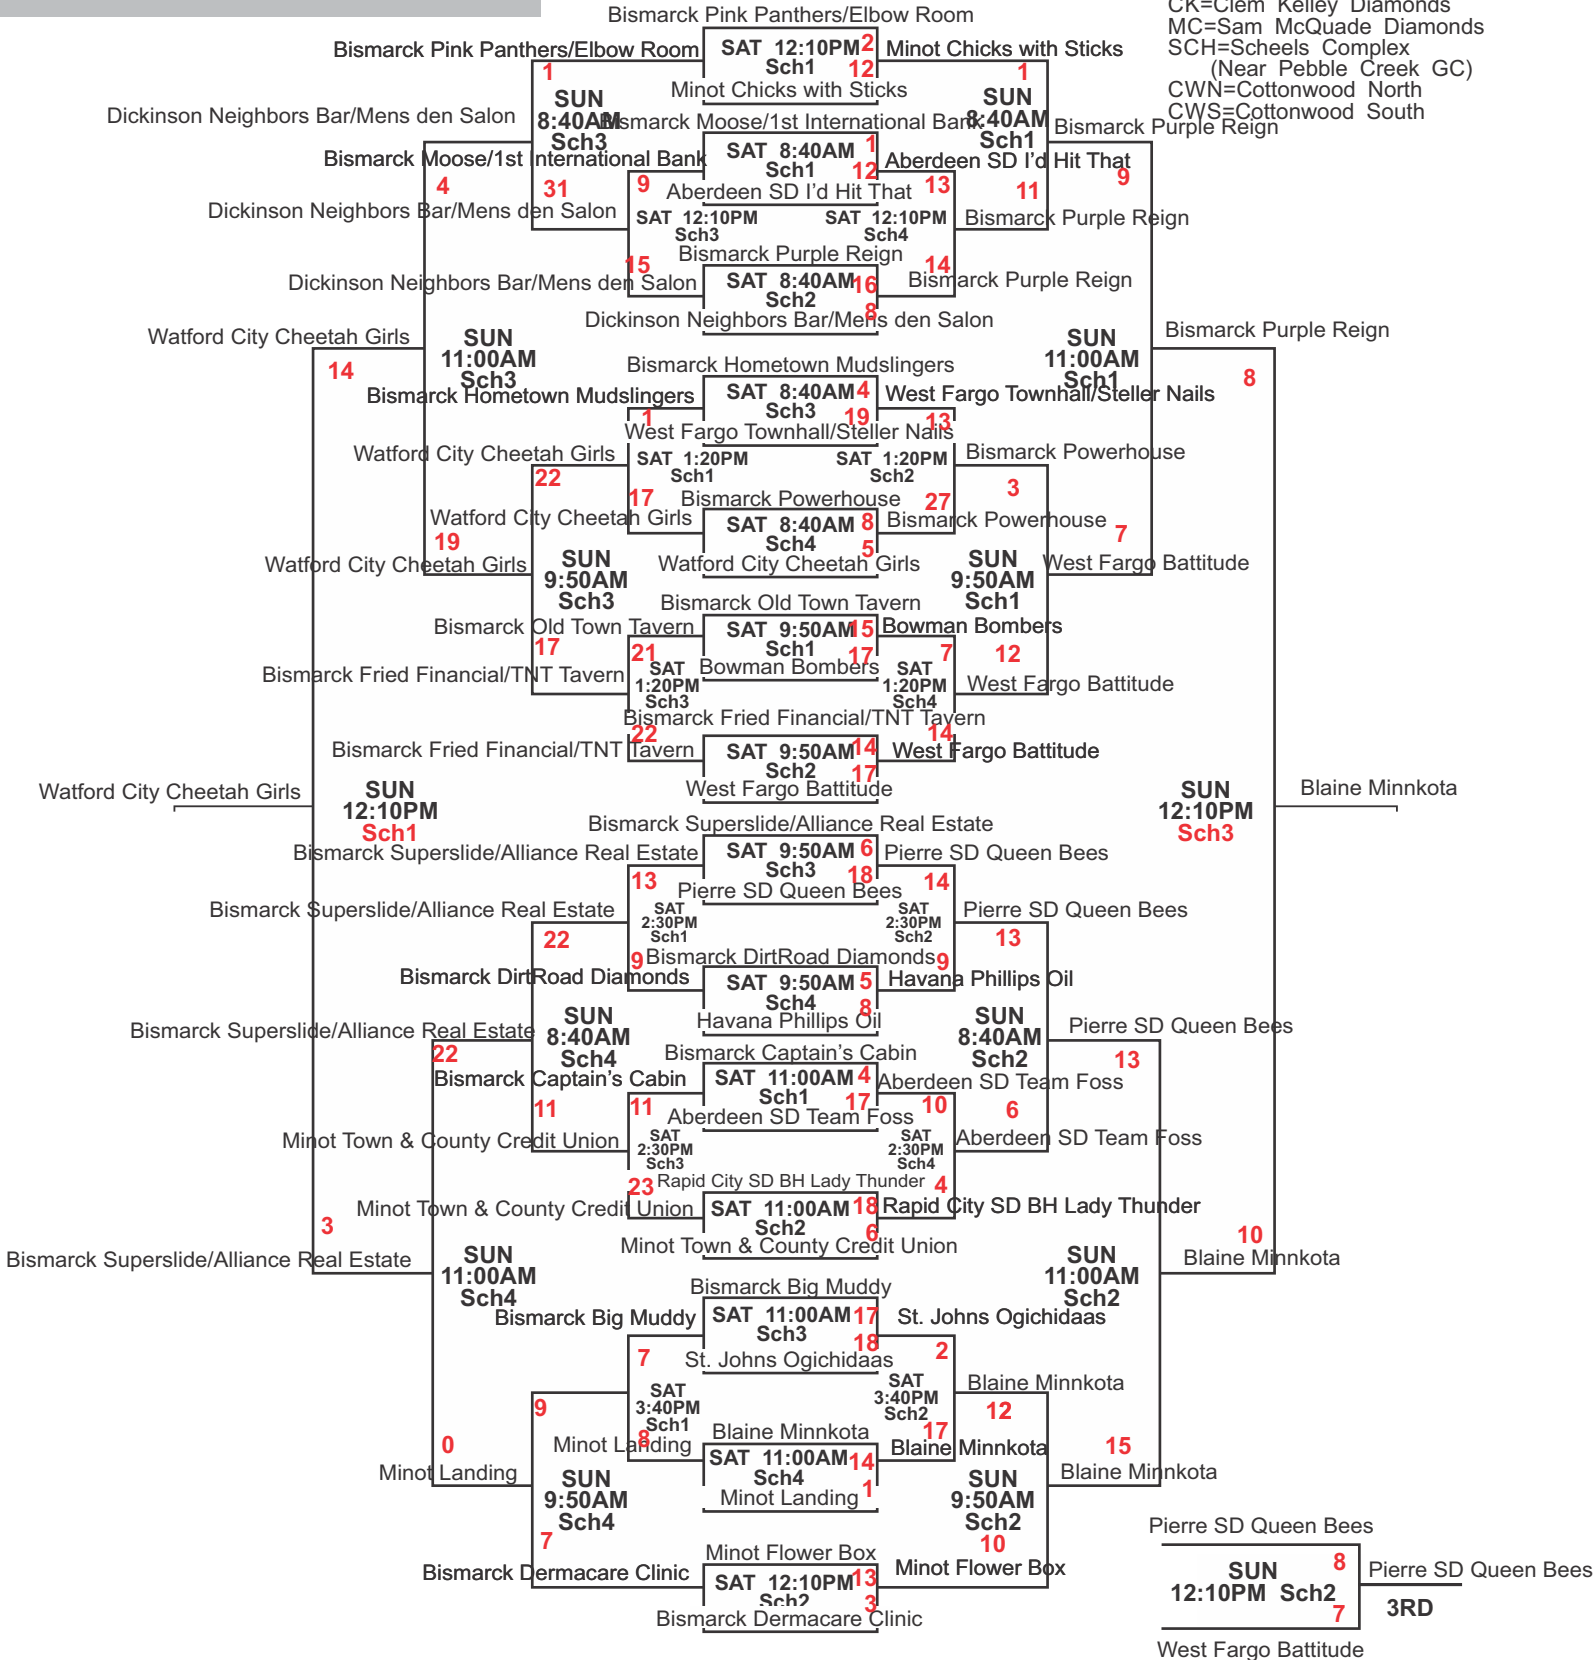 CK=Clem Kelley Diamonds
MC=Sam McQuade Diamonds
SCH=Scheels Complex
(Near Pebble Creek GC)
CWN=Cottonwood North
CWS=Cottonwood South
Bismarck Pink Panthers/Elbow Room
Bismarck Pink Panthers/Elbow Room
SAT 12:10PM 2
Sch1 12
Minot Chicks with Sticks
Minot Chicks with Sticks
1
SUN
8:40AM
Sch3
1
SUN
8:40AM
Sch1
Dickinson Neighbors Bar/Mens den Salon
Bismarck Moose/1st International Bank
Bismarck Purple Reign
SAT 8:40AM 1
Sch1 12
Bismarck Moose/1st International Bank
Aberdeen SD I'd Hit That
Aberdeen SD I'd Hit That
4
31
9
13
11
9
Dickinson Neighbors Bar/Mens den Salon
SAT 12:10PM
Sch3
SAT 12:10PM
Sch4
Bismarck Purple Reign
Bismarck Purple Reign
15
14
Dickinson Neighbors Bar/Mens den Salon
SAT 8:40AM 16
Sch2 8
Bismarck Purple Reign
Dickinson Neighbors Bar/Mens den Salon
Watford City Cheetah Girls
SUN
11:00AM
Sch3
SUN
11:00AM
Sch1
Bismarck Purple Reign
14
8
Bismarck Hometown Mudslingers
Bismarck Hometown Mudslingers
SAT 8:40AM 4
Sch3 19
West Fargo Townhall/Steller Nails
West Fargo Townhall/Steller Nails
1
13
Watford City Cheetah Girls
SAT 1:20PM
Sch1
SAT 1:20PM
Sch2
Bismarck Powerhouse
22
17
Bismarck Powerhouse
27
3
Watford City Cheetah Girls
SAT 8:40AM 8
Sch4 5
Bismarck Powerhouse
7
19
Watford City Cheetah Girls
Watford City Cheetah Girls
West Fargo Battitude
SUN
9:50AM
Sch3
SUN
9:50AM
Sch1
Bismarck Old Town Tavern
Bismarck Old Town Tavern
SAT 9:50AM 15
Sch1 17
Bowman Bombers
Bowman Bombers
17
21
7
12
Bismarck Fried Financial/TNT Tavern
SAT
1:20PM
Sch3
SAT
1:20PM
Sch4
West Fargo Battitude
Bismarck Fried Financial/TNT Tavern
22
14
Bismarck Fried Financial/TNT Tavern
SAT 9:50AM 14
Sch2 17
West Fargo Battitude
West Fargo Battitude
Watford City Cheetah Girls
SUN
12:10PM
Sch1
SUN
12:10PM
Sch3
Blaine Minnkota
Bismarck Superslide/Alliance Real Estate
Bismarck Superslide/Alliance Real Estate
SAT 9:50AM 6
Sch3 18
Pierre SD Queen Bees
Pierre SD Queen Bees
13
14
Bismarck Superslide/Alliance Real Estate
SAT
2:30PM
Sch1
SAT
2:30PM
Sch2
Pierre SD Queen Bees
22
13
9
Bismarck DirtRoad Diamonds
9
Bismarck DirtRoad Diamonds
SAT 9:50AM 5
Sch4 8
Havana Phillips Oil
Havana Phillips Oil
Bismarck Superslide/Alliance Real Estate
SUN
8:40AM
Sch4
SUN
8:40AM
Sch2
Pierre SD Queen Bees
22
13
Bismarck Captain's Cabin
Bismarck Captain's Cabin
SAT 11:00AM 4
Sch1 17
Aberdeen SD Team Foss
Aberdeen SD Team Foss
11
11
10
6
Minot Town & County Credit Union
SAT
2:30PM
Sch3
SAT
2:30PM
Sch4
Aberdeen SD Team Foss
23
Rapid City SD BH Lady Thunder
4
Minot Town & County Credit Union
SAT 11:00AM 18
Sch2 6
Rapid City SD BH Lady Thunder
Minot Town & County Credit Union
3
10
Bismarck Superslide/Alliance Real Estate
SUN
11:00AM
Sch4
SUN
11:00AM
Sch2
Blaine Minnkota
Bismarck Big Muddy
Bismarck Big Muddy
SAT 11:00AM 17
Sch3 18
St. Johns Ogichidaas
St. Johns Ogichidaas
7
2
SAT
3:40PM
Sch1
SAT
3:40PM
Sch2
Blaine Minnkota
9
12
8
17
0
15
Minot Landing
Blaine Minnkota
SAT 11:00AM 14
Sch4 1
Blaine Minnkota
Minot Landing
Minot Landing
SUN
9:50AM
Sch4
SUN
9:50AM
Sch2
Blaine Minnkota
7
10
Minot Flower Box
Bismarck Dermacare Clinic
SAT 12:10PM 13
Sch2 3
Minot Flower Box
Bismarck Dermacare Clinic
Pierre SD Queen Bees
SUN
12:10PM Sch2
8
7
Pierre SD Queen Bees
3RD
West Fargo Battitude